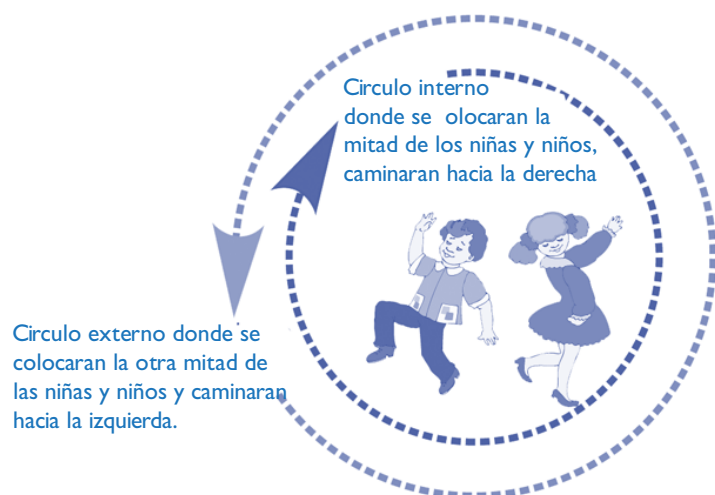 Circulo interno
donde se olocaran la
mitad de los niñas y niños,
caminaran hacia la derecha
Circulo externo donde se
colocaran la otra mitad de
las niñas y niños y caminaran
hacia la izquierda.